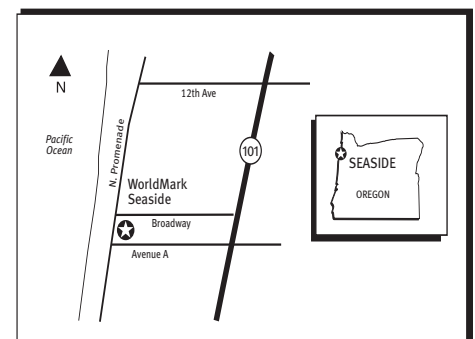 N
12th Ave
Pacific
Ocean
N. Promenade
101
WorldMark
Seaside
Broadway
Avenue A
SEASIDE
OREGON